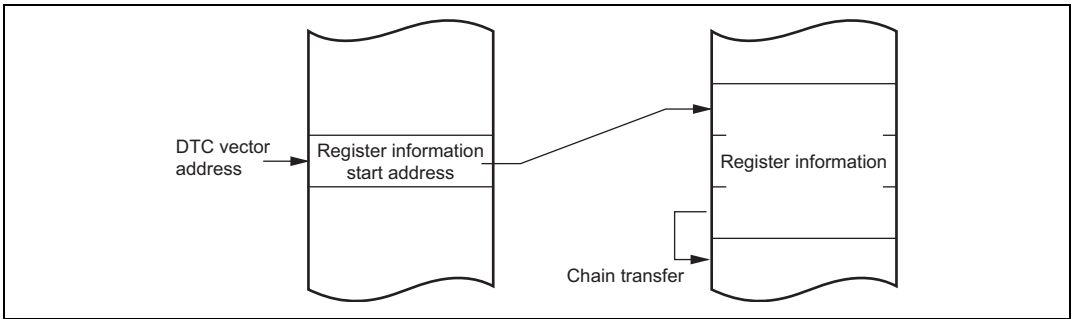 DTC vector
address
Register information
start address
Register information
Chain transfer